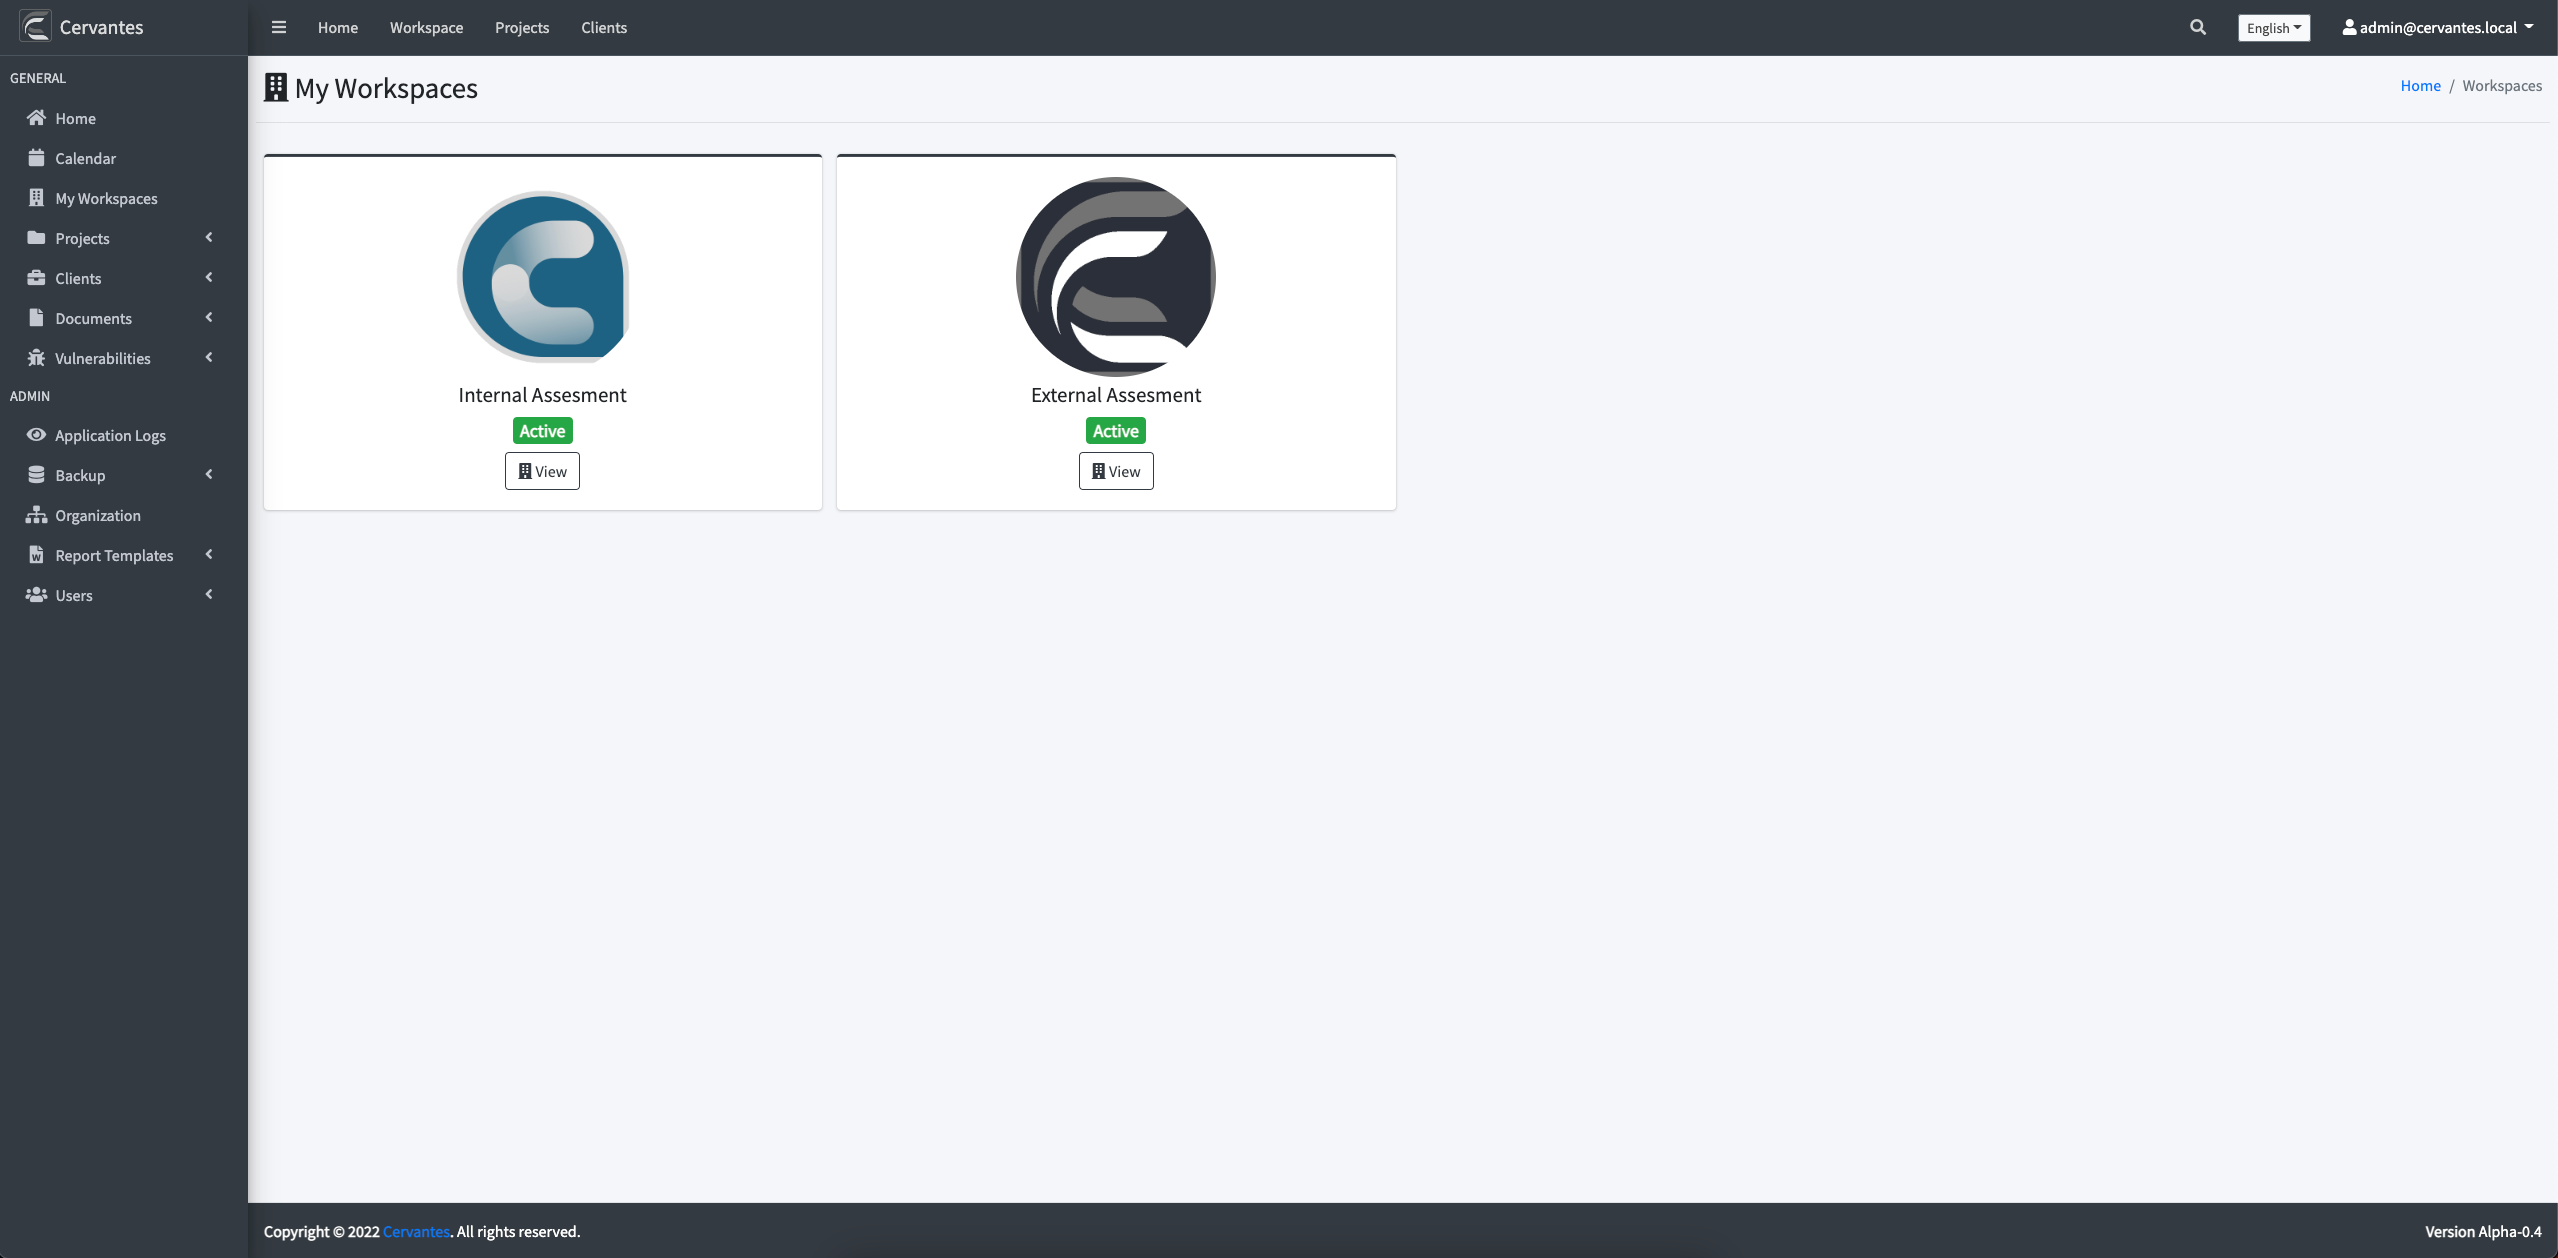 Cervantes
Home Workspace Projects Clients
English
admin@cervantes.local
GENERAL
Home
Calendar
My Workspaces
Projects
Clients
Documents
Vulnerabilities
ADMIN
Application Logs
Backup
Organization
Report Templates
Users
My Workspaces
Home / Workspaces
Internal Assesment
Active
View
External Assesment
Active
View
Copyright © 2022 Cervantes. All rights reserved.
Version Alpha-0.4